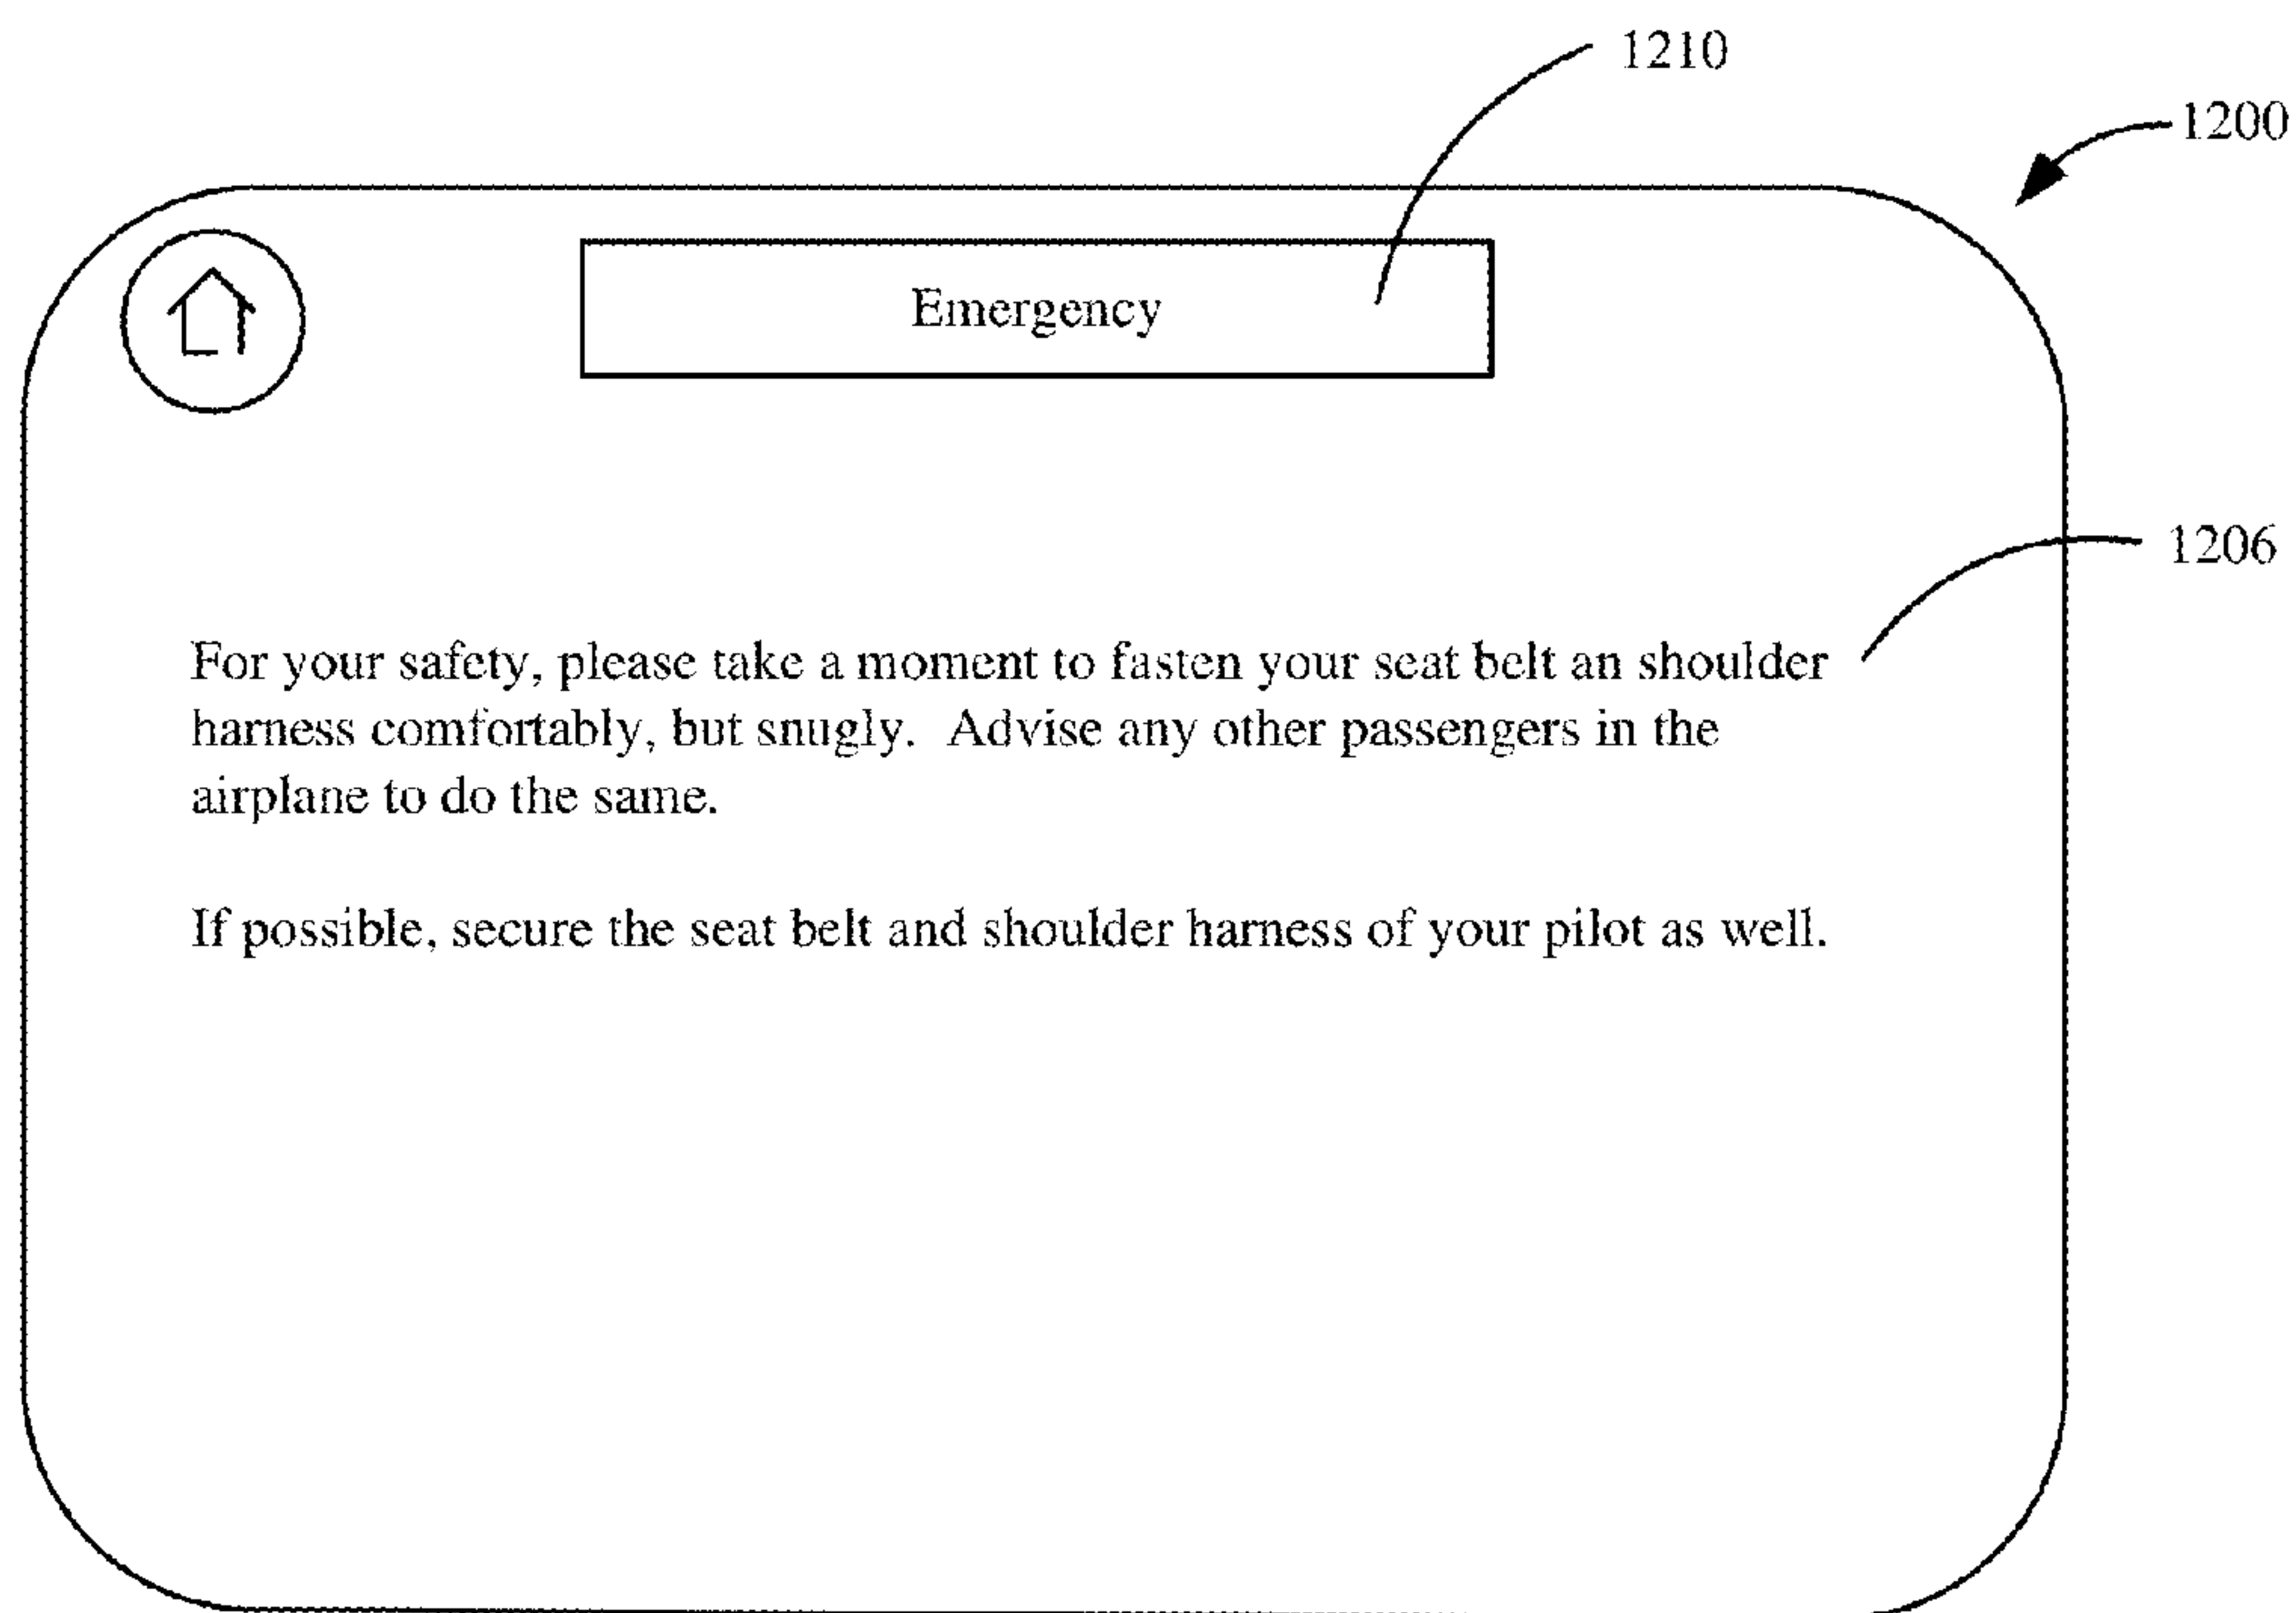 1210
1200
Emergency
1206
For your safety, please take a moment to fasten your seat belt an shoulder
harness comfortably, but snugly.  Advise any other passengers in the
airplane to do the same.
If possible, secure the seat belt and shoulder harness of your pilot as well.